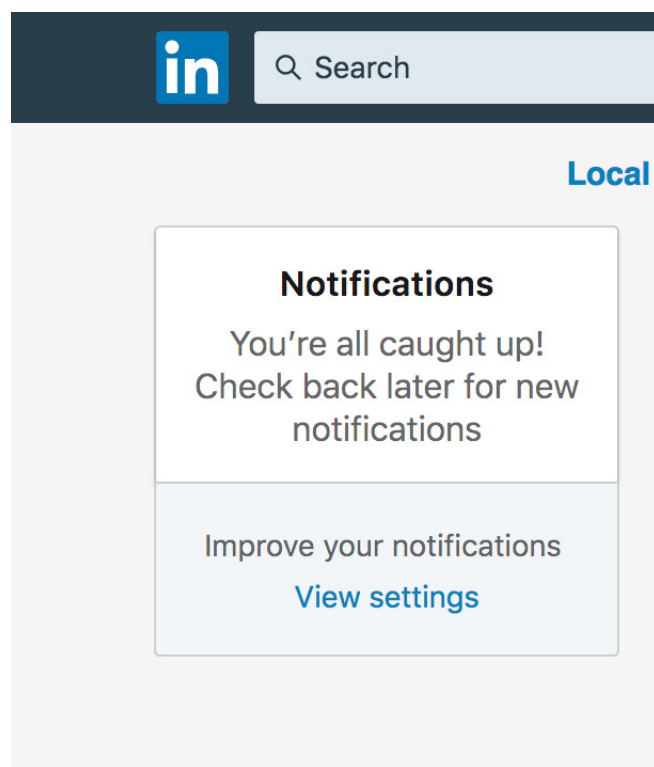 in
Search
Local
Notifications
You're all caught up!
Check back later for new
notifications
Improve your notifications
View settings